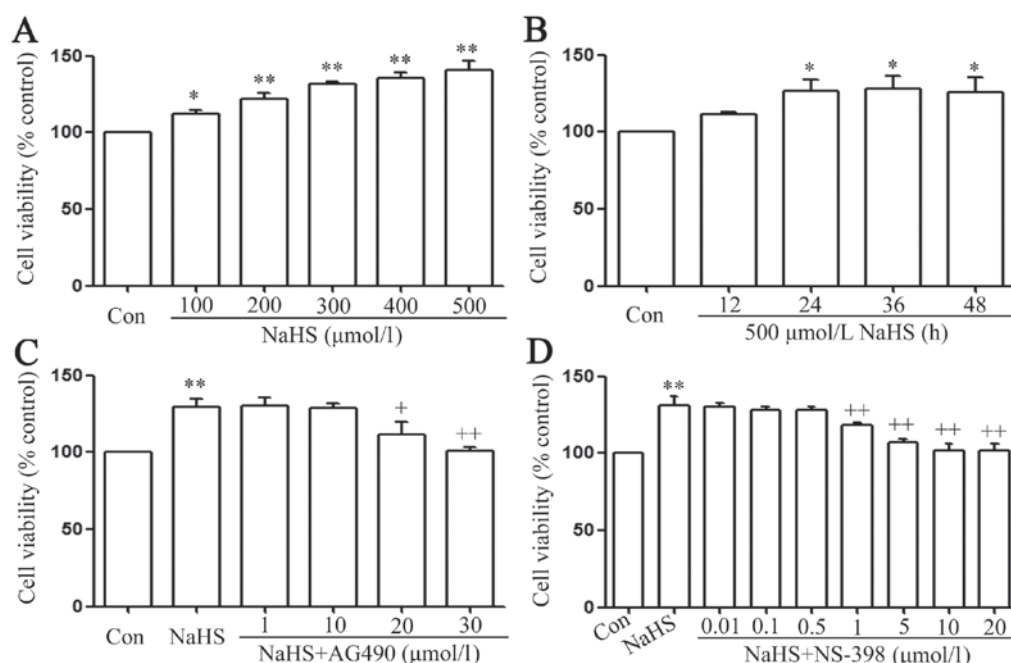 A
Cell viability (% control)
150
100
50
0
* ** ** ** **
Con
100 200 300 400 500
NaHS (μmol/l)
B
Cell viability (% control)
150
100
50
0
* * *
Con
12 24 36 48
500 μmol/L NaHS (h)
C
Cell viability (% control)
150
100
50
0
** + ++
Con NaHS 1 10 20 30
NaHS+AG490 (μmol/l)
D
Cell viability (% control)
150
100
50
0
** ++ ++ ++ ++
Con NaHS 0.01 0.1 0.5 1 5 10 20
NaHS+NS-398 (μmol/l)